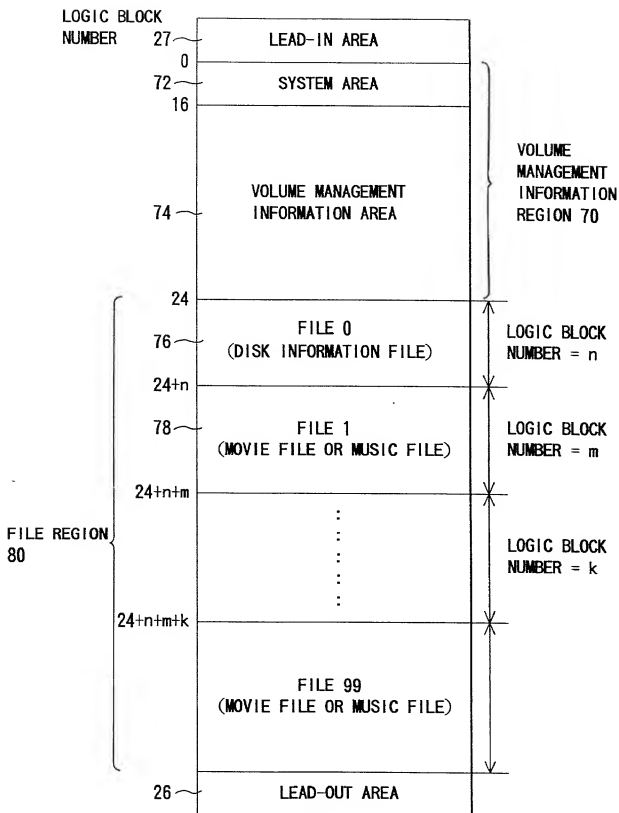 LOGIC BLOCK
NUMBER
27
LEAD-IN AREA
0
72
SYSTEM AREA
16
VOLUME
MANAGEMENT
INFORMATION
REGION 70
74
VOLUME MANAGEMENT
INFORMATION AREA
24
76
FILE 0
(DISK INFORMATION FILE)
LOGIC BLOCK
NUMBER = n
24+n
78
FILE 1
(MOVIE FILE OR MUSIC FILE)
LOGIC BLOCK
NUMBER = m
24+n+m
FILE REGION
80
LOGIC BLOCK
NUMBER = k
24+n+m+k
FILE 99
(MOVIE FILE OR MUSIC FILE)
26
LEAD-OUT AREA